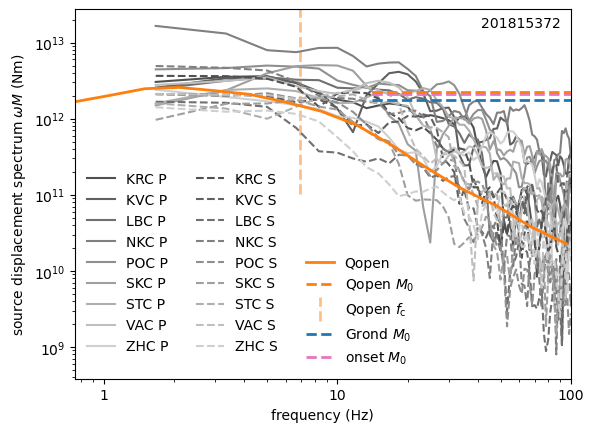 201815372
source displacement spectrum ωM (Nm)
10¹³
10¹²
10¹¹
10¹⁰
10⁹
KRC P
KVC P
LBC P
NKC P
POC P
SKC P
STC P
VAC P
ZHC P
KRC S
KVC S
LBC S
NKC S
POC S
SKC S
STC S
VAC S
ZHC S
Qopen
Qopen M₀
Qopen f_c
Grond M₀
onset M₀
1
10
100
frequency (Hz)